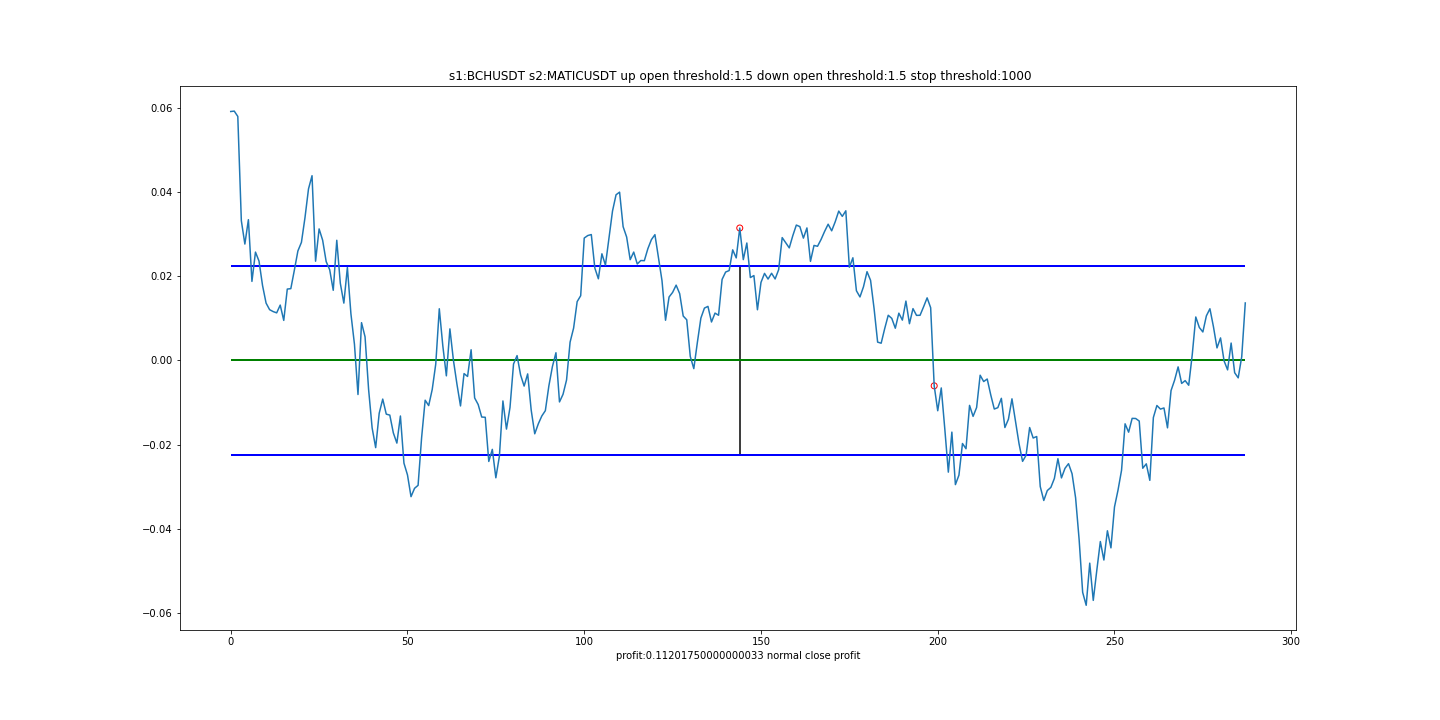 s1:BCHUSDT s2:MATICUSDT up open threshold:1.5 down open threshold:1.5 stop threshold:1000
0.06
0.04
0.02
0.00
−0.02
−0.04
−0.06
0 50 100 150 200 250 300
profit:0.11201750000000033 normal close profit